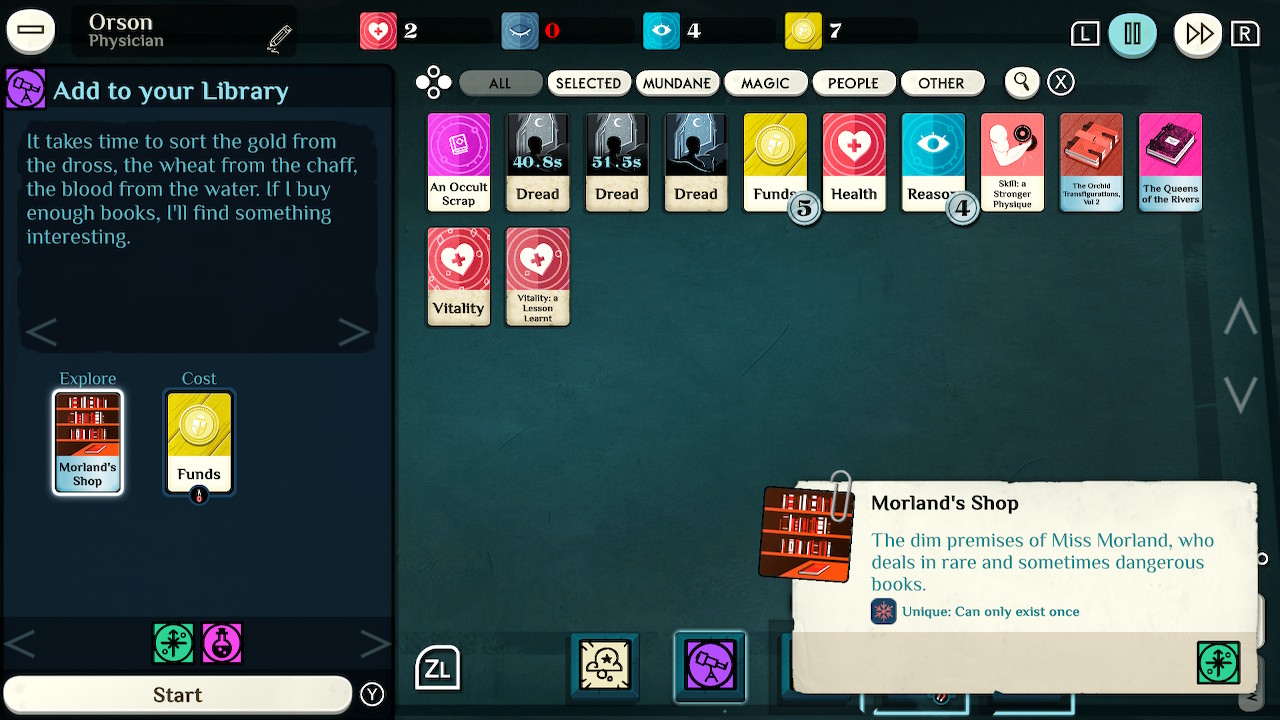 Orson
Physician
2
0
4
7
L
R
Add to your Library
ALL
SELECTED
MUNDANE
MAGIC
PEOPLE
OTHER
X
It takes time to sort the gold from
the dross, the wheat from the chaff,
the blood from the water. If I buy
enough books, I'll find something
interesting.
An Occult
Scrap
40.8s
Dread
51.5s
Dread
Dread
Funds
5
Health
Reason
4
Skill: a
Stronger
Physique
The Orchid
Transfigurations,
Vol 2
The Queens
of the Rivers
Vitality
Vitality: a
Lesson
Learnt
Explore
Cost
Morland's
Shop
Funds
Morland's Shop
The dim premises of Miss Morland, who
deals in rare and sometimes dangerous
books.
Unique: Can only exist once
Start
Y
ZL